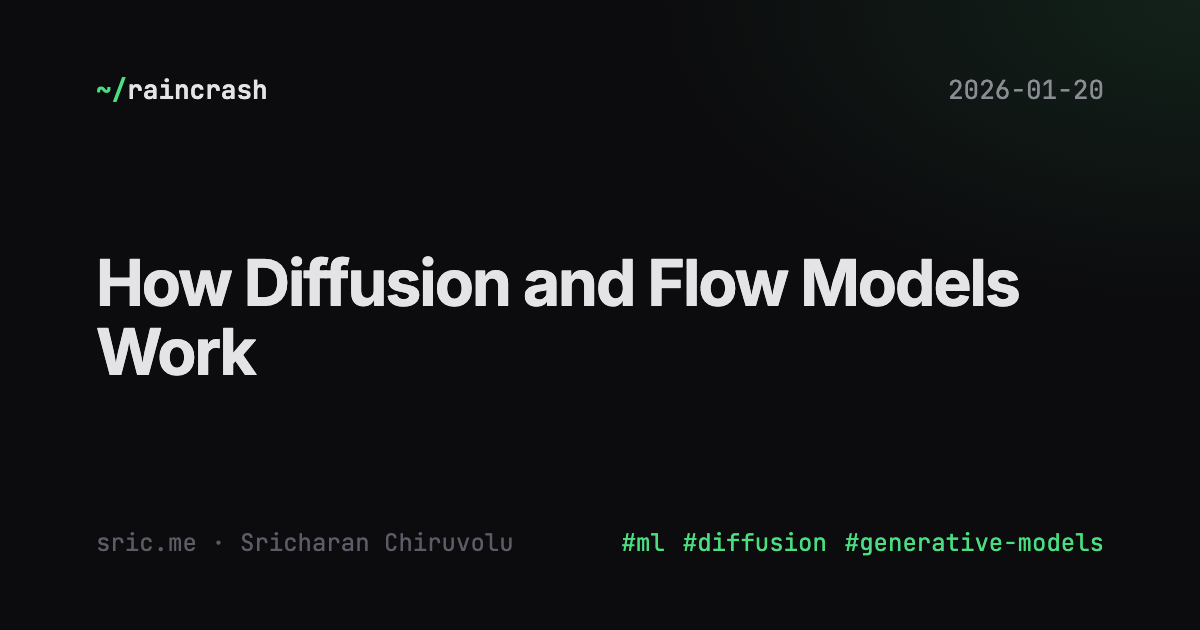 ~/raincrash
2026-01-20
How Diffusion and Flow Models
Work
sric.me · Sricharan Chiruvolu
#ml #diffusion #generative-models